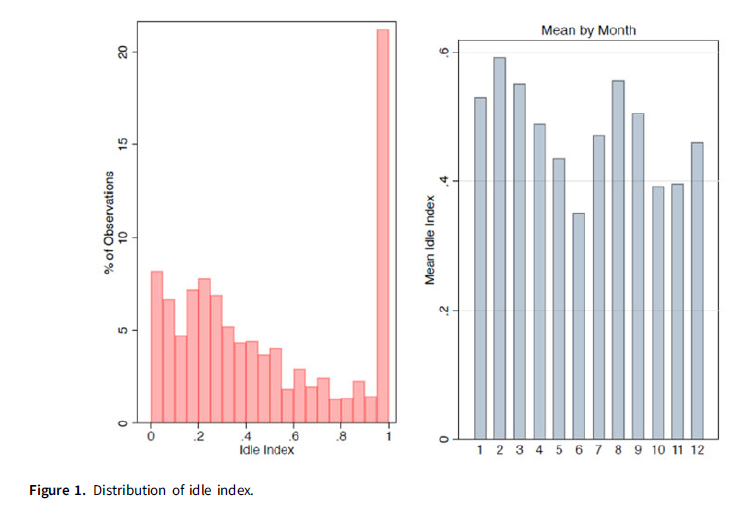 % of Observations
20
15
10
5
0
0 .2 .4 .6 .8 1
Idle Index
Mean by Month
Mean Idle Index
.6
.4
.2
0
1 2 3 4 5 6 7 8 9 10 11 12
Figure 1. Distribution of idle index.